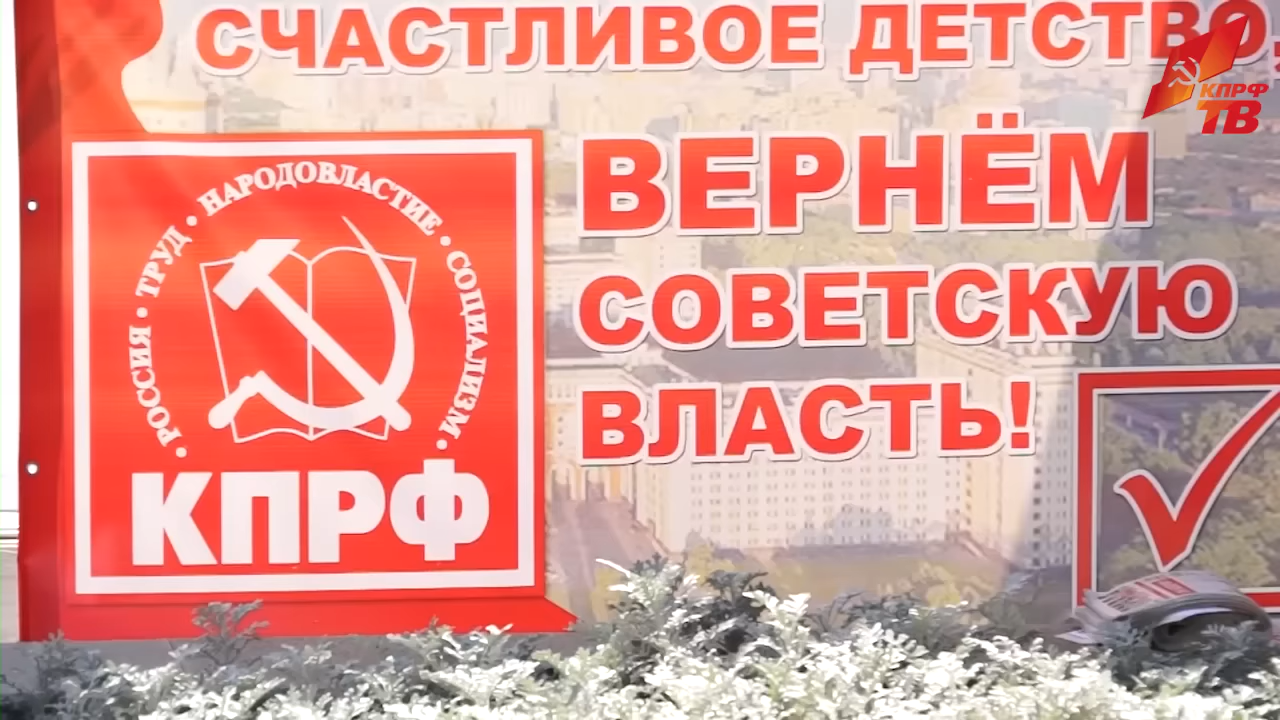 СЧАСТЛИВОЕ ДЕТСТВО,
КПРФ
ТВ
ВЕРНЁМ
СОВЕТСКУЮ
ВЛАСТЬ!
• РОССИЯ • ТРУД • НАРОДОВЛАСТИЕ • СОЦИАЛИЗМ •
КПРФ